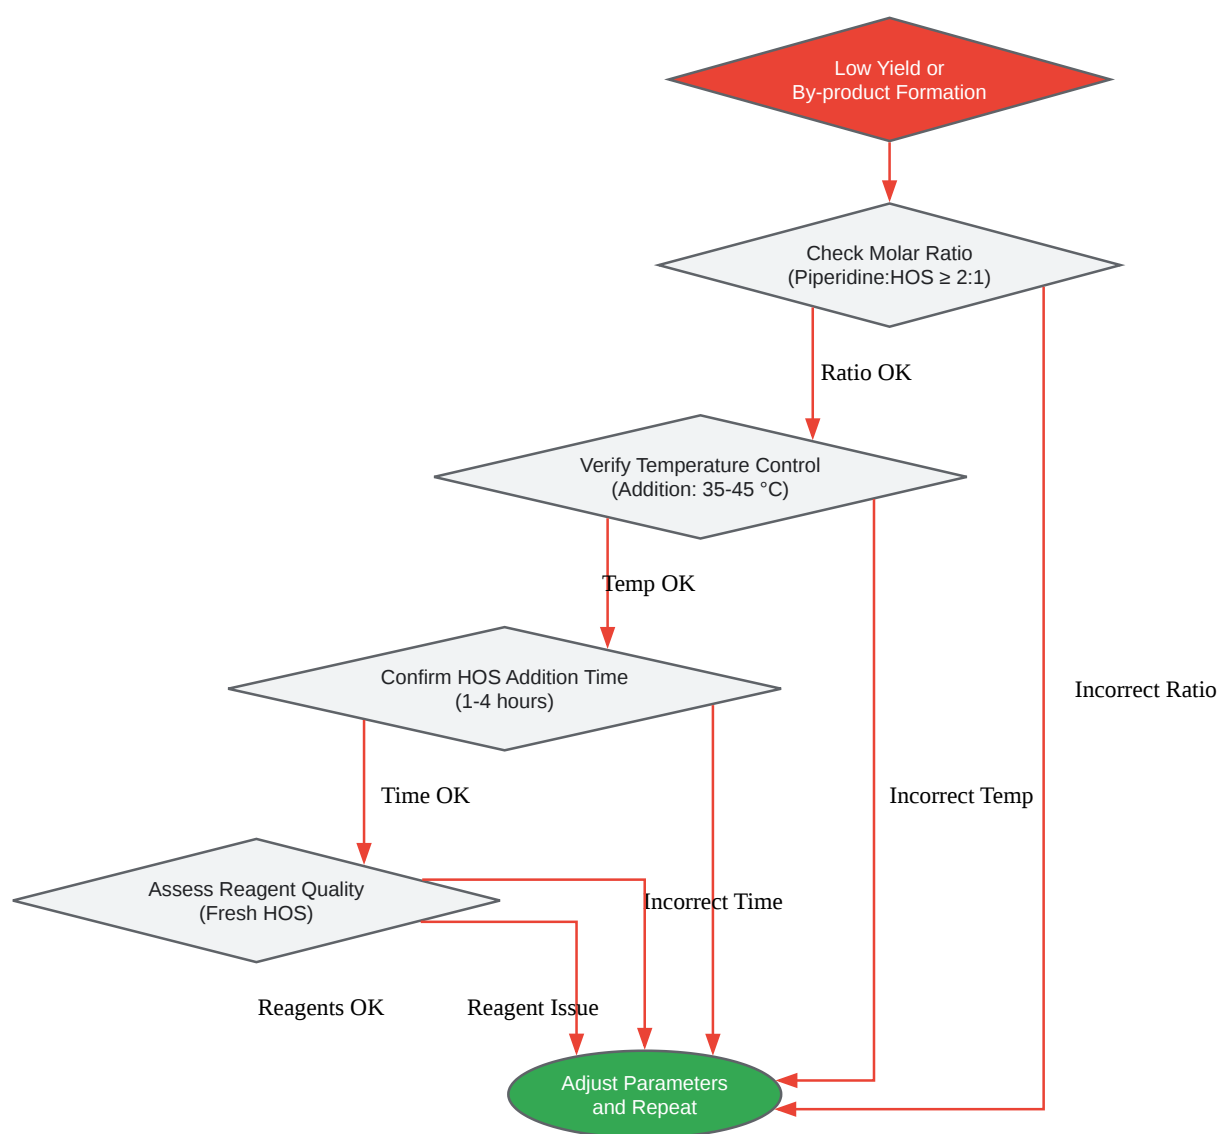 Low Yield or
By-product Formation
Check Molar Ratio
(Piperidine:HOS ≥ 2:1)
Ratio OK
Verify Temperature Control
(Addition: 35-45 °C)
Temp OK
Confirm HOS Addition Time
(1-4 hours)
Incorrect Ratio
Time OK
Incorrect Temp
Assess Reagent Quality
(Fresh HOS)
Incorrect Time
Reagents OK
Reagent Issue
Adjust Parameters
and Repeat